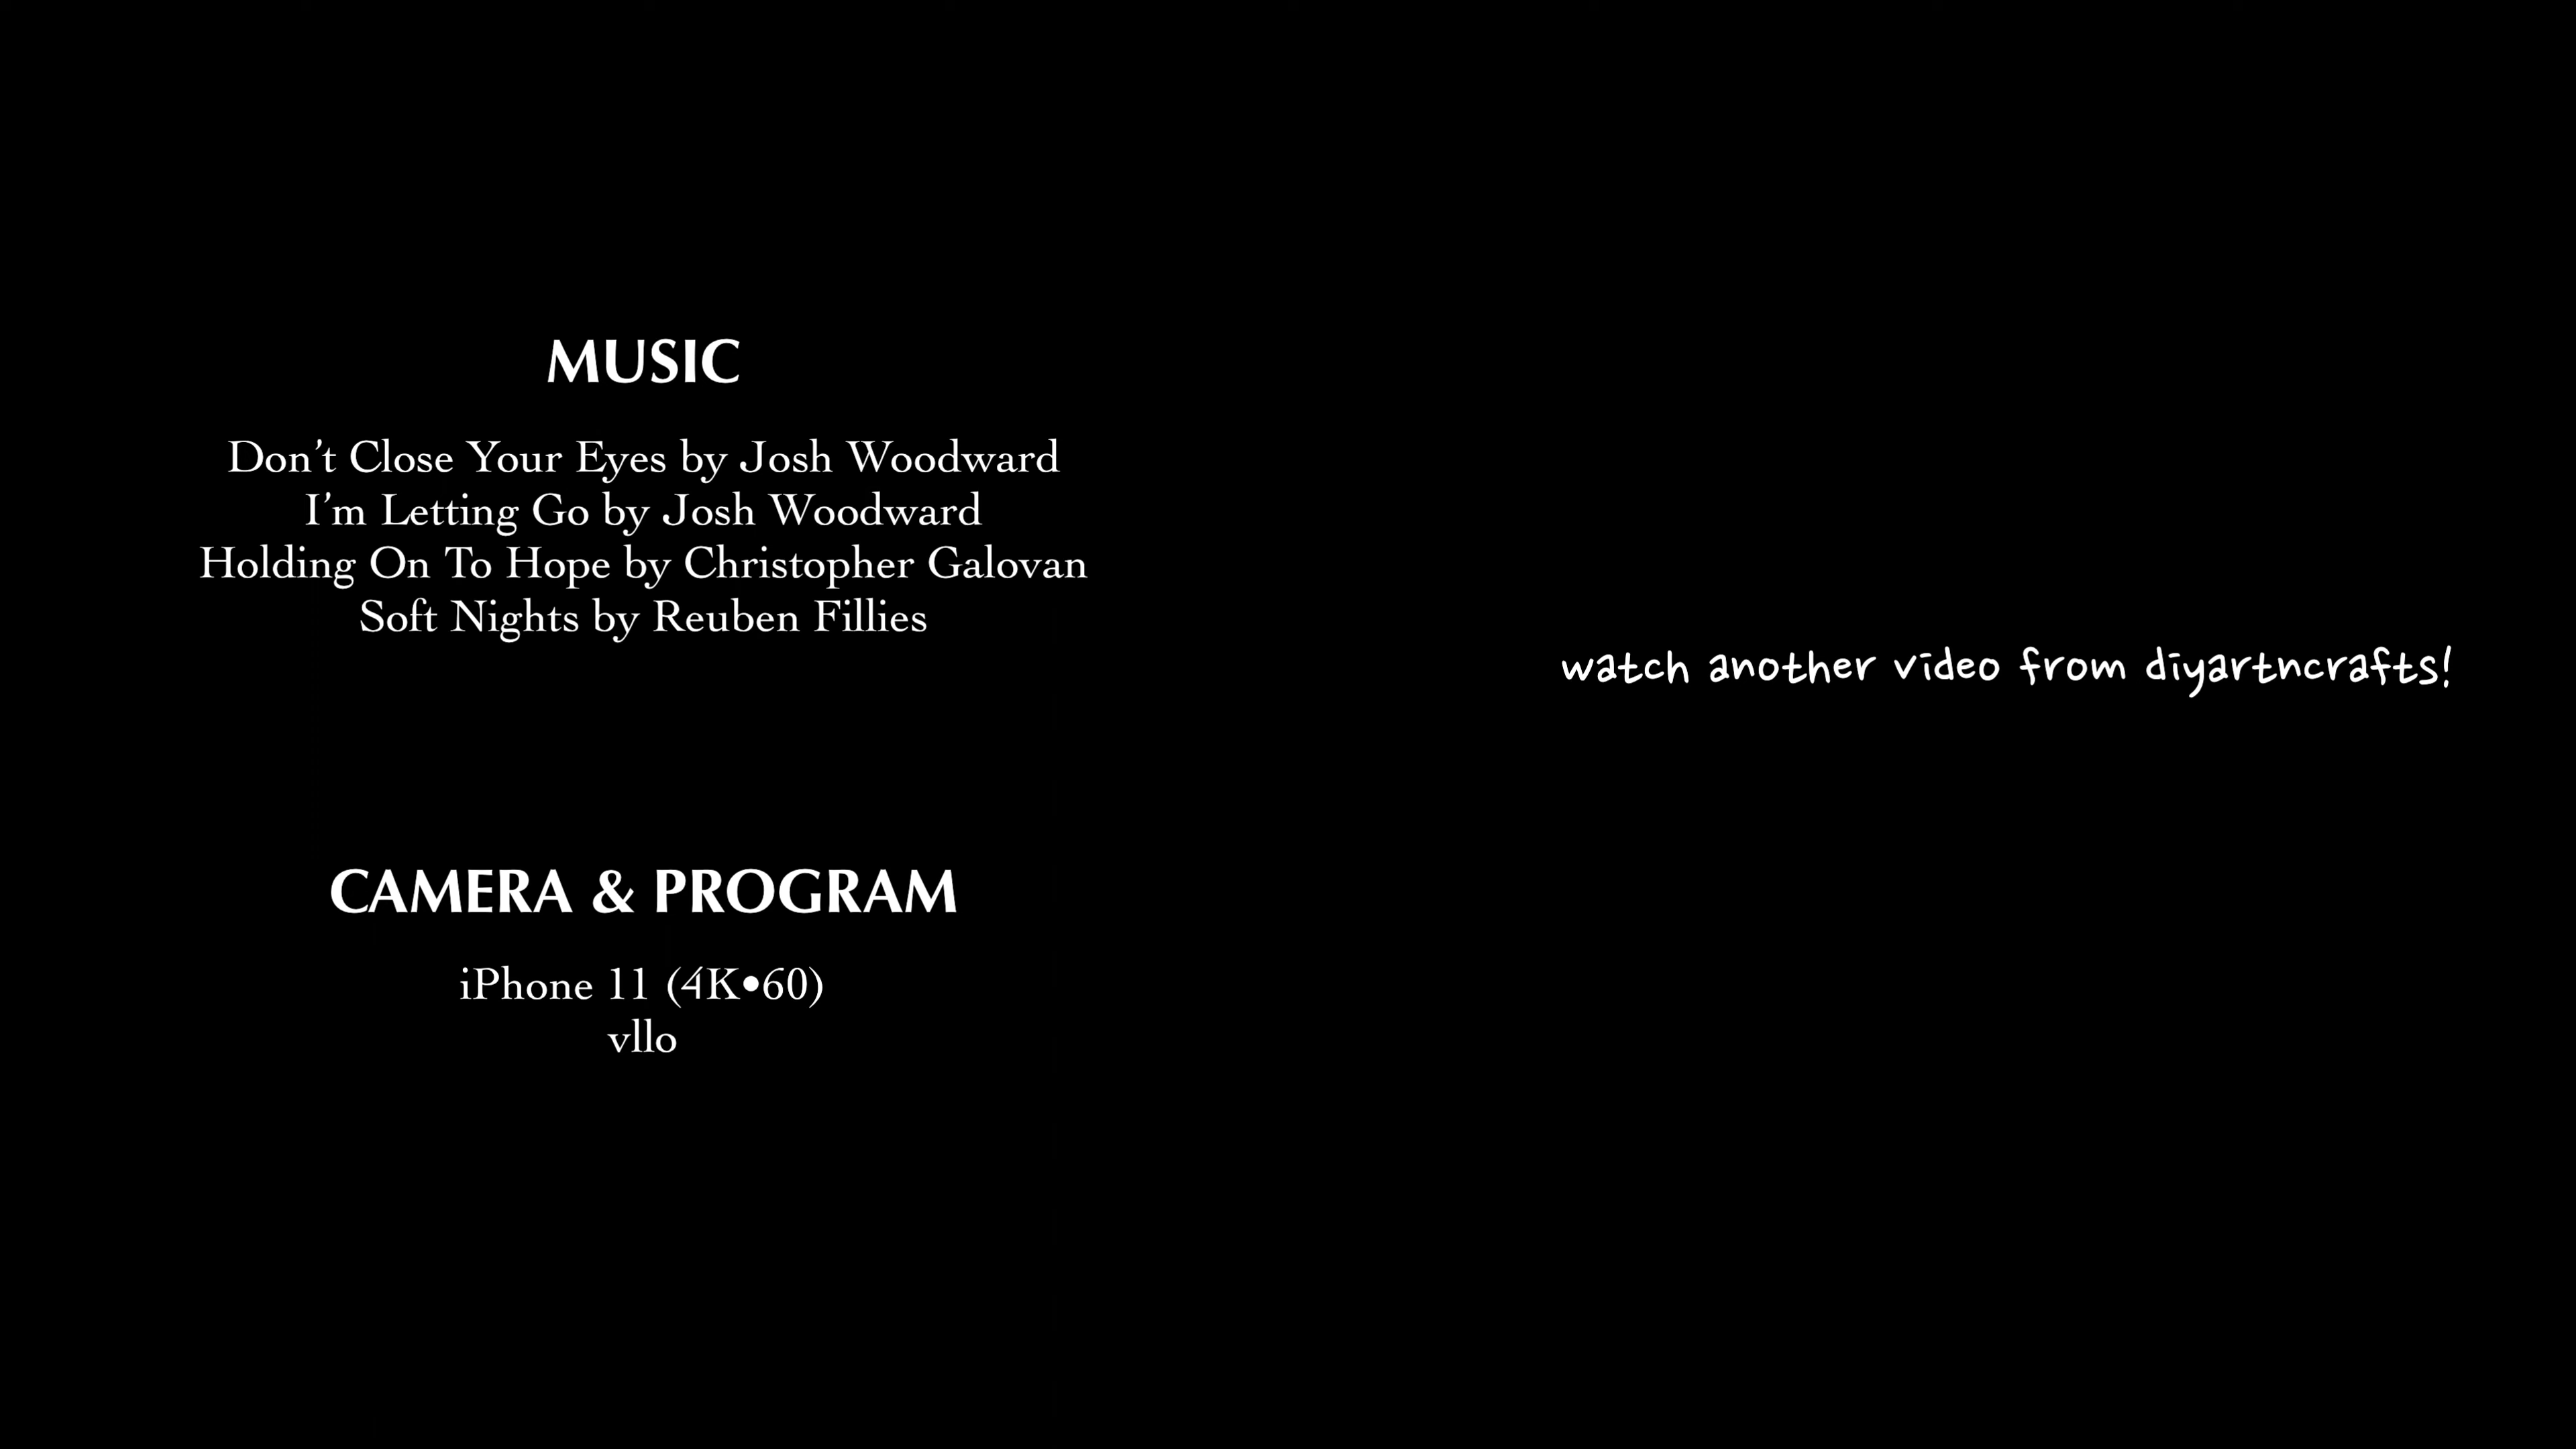 MUSIC
Don’t Close Your Eyes by Josh Woodward
I’m Letting Go by Josh Woodward
Holding On To Hope by Christopher Galovan
Soft Nights by Reuben Fillies
watch another video from diyartncrafts!
CAMERA & PROGRAM
iPhone 11 (4K•60)
vllo